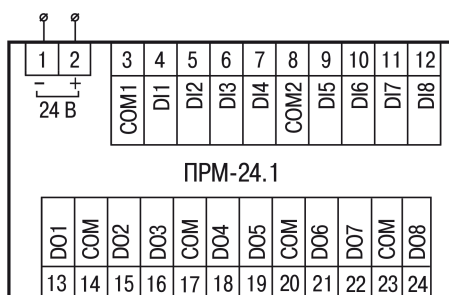 1 2 3 4 5 6 7 8 9 10 11 12
− +
24 В
COM1 DI1 DI2 DI3 DI4 COM2 DI5 DI6 DI7 DI8
ПРМ-24.1
DO1 COM DO2 DO3 COM DO4 DO5 COM DO6 DO7 COM DO8
13 14 15 16 17 18 19 20 21 22 23 24